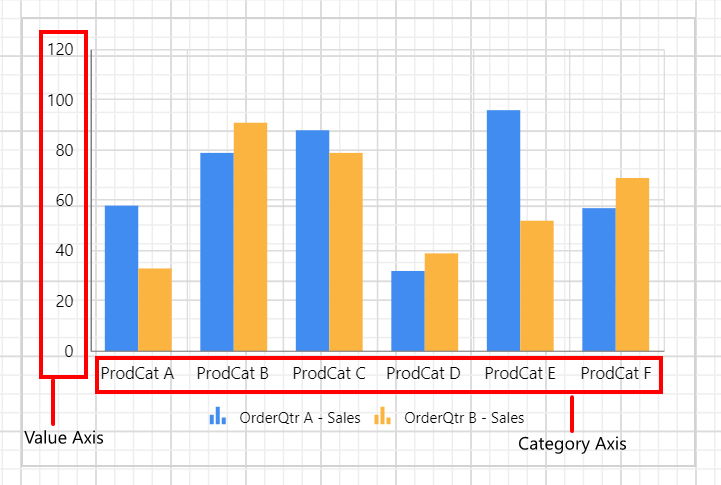 120
100
80
60
40
20
0
ProdCat A ProdCat B ProdCat C ProdCat D ProdCat E ProdCat F
OrderQtr A - Sales OrderQtr B - Sales
Value Axis
Category Axis